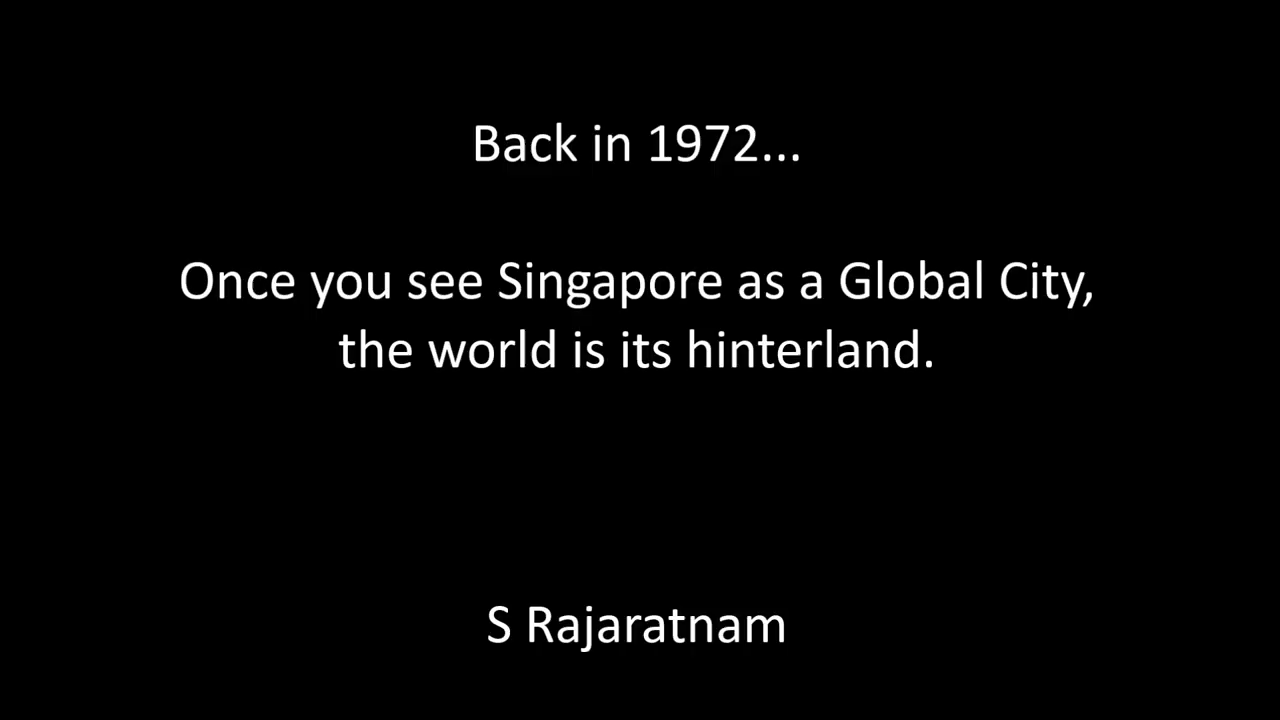 Back in 1972...
Once you see Singapore as a Global City,
the world is its hinterland.
S Rajaratnam